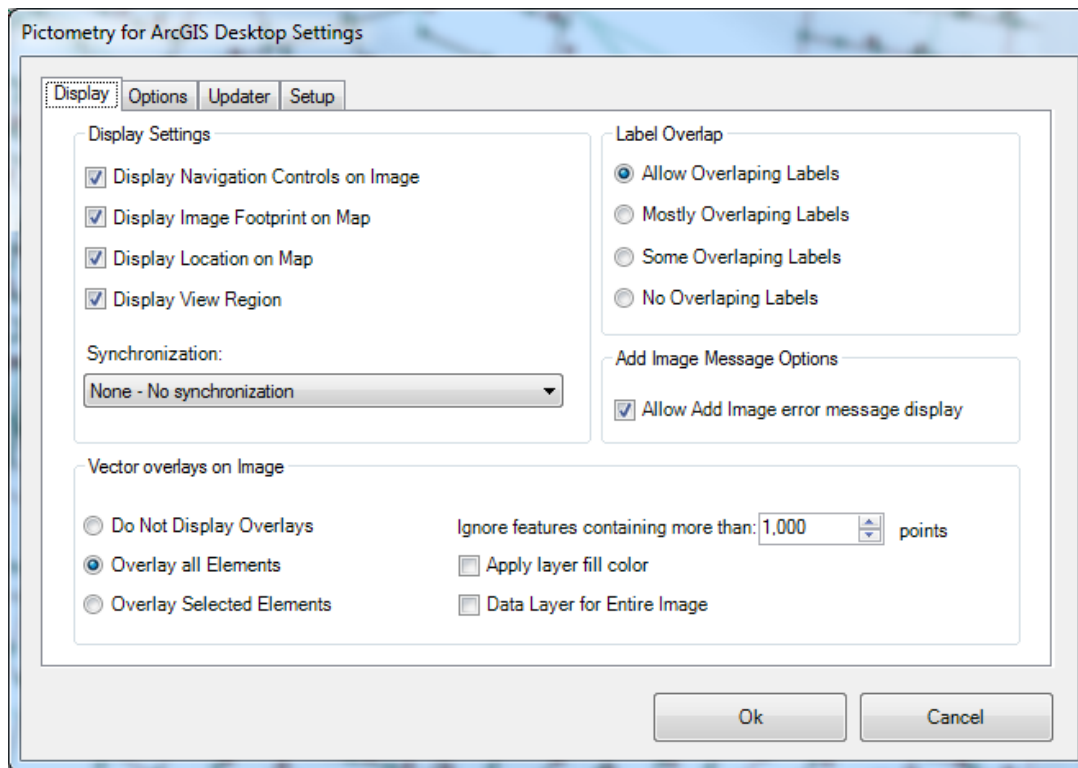 Pictometry for ArcGIS Desktop Settings
Display Options Updater Setup
Display Settings
Display Navigation Controls on Image
Display Image Footprint on Map
Display Location on Map
Display View Region
Synchronization:
None - No synchronization
Label Overlap
Allow Overlaping Labels
Mostly Overlaping Labels
Some Overlaping Labels
No Overlaping Labels
Add Image Message Options
Allow Add Image error message display
Vector overlays on Image
Do Not Display Overlays
Overlay all Elements
Overlay Selected Elements
Ignore features containing more than: 1,000 points
Apply layer fill color
Data Layer for Entire Image
Ok Cancel